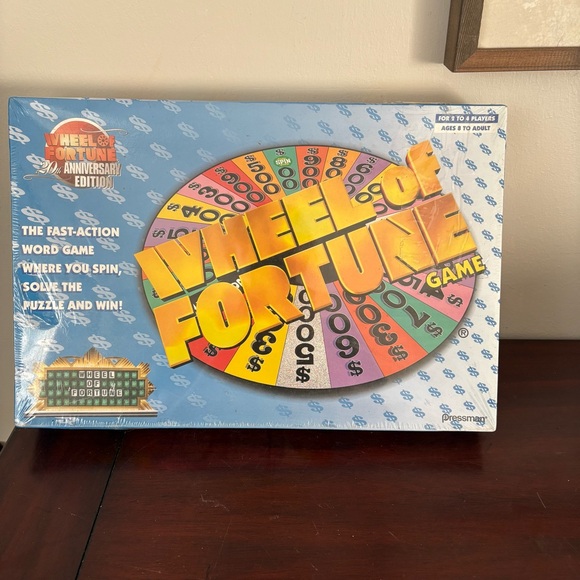 WHEEL OF
FORTUNE
20th ANNIVERSARY
EDITION
FOR 2 TO 4 PLAYERS
AGES 8 TO ADULT
THE FAST-ACTION
WORD GAME
WHERE YOU SPIN,
SOLVE THE
PUZZLE AND WIN!
WHEEL OF
FORTUNE
GAME
®
WHEEL
OF
FORTUNE
Pressman